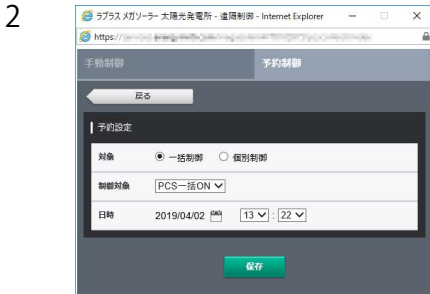 2
ラプラス メガソーラー 太陽光発電所 - 遠隔制御 - Internet Explorer
https://
手動制御 予約制御
戻る
予約設定
対象 一括制御 個別制御
制御対象 PCS一括ON
日時 2019/04/02 13 : 22
保存